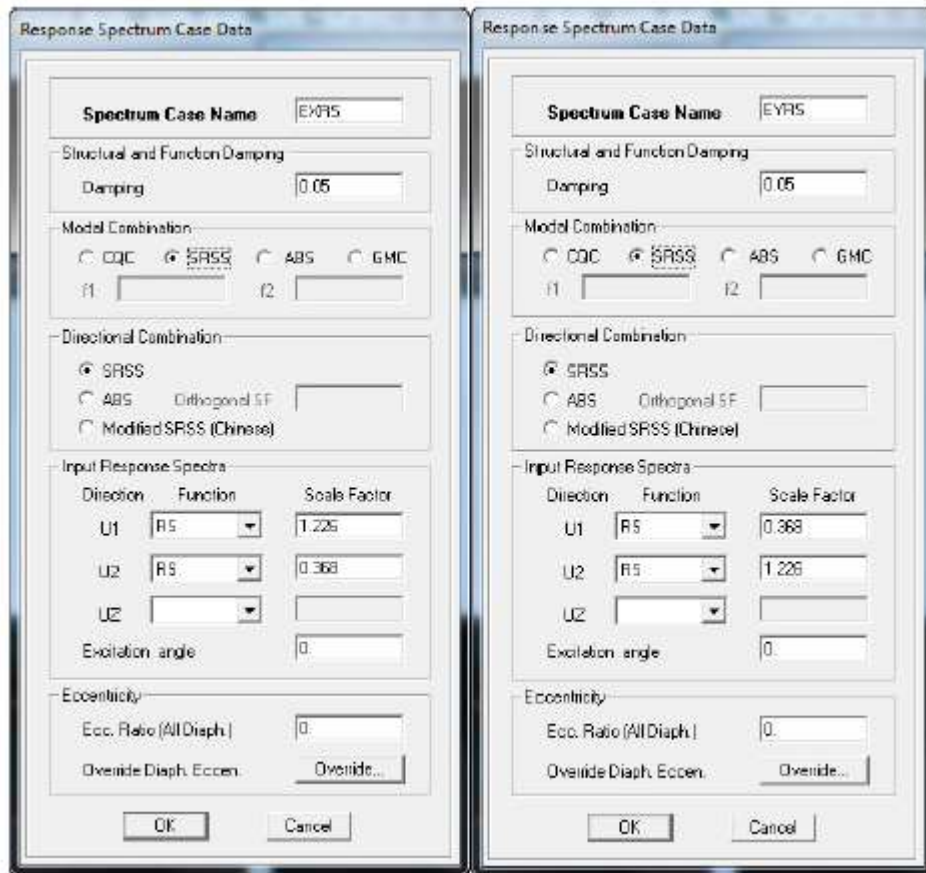 Response Spectrum Case Data
Spectrum Case Name EXRS
Structural and Function Damping
Damping 0.05
Modal Combination
CQC SRSS ABS GMC
f1 f2
Directional Combination
SRSS
ABS Orthogonal SF
Modified SRSS (Chinese)
Input Response Spectra
Direction Function Scale Factor
U1 RS 1.226
U2 RS 0.368
UZ
Excitation angle 0.
Eccentricity
Ecc. Ratio (All Diaph.) 0.
Override Diaph. Eccen. Override...
OK Cancel
Response Spectrum Case Data
Spectrum Case Name EYRS
Structural and Function Damping
Damping 0.05
Modal Combination
CQC SRSS ABS GMC
f1 f2
Directional Combination
SRSS
ABS Orthogonal SF
Modified SRSS (Chinese)
Input Response Spectra
Direction Function Scale Factor
U1 RS 0.368
U2 RS 1.226
UZ
Excitation angle 0.
Eccentricity
Ecc. Ratio (All Diaph.) 0.
Override Diaph. Eccen. Override...
OK Cancel